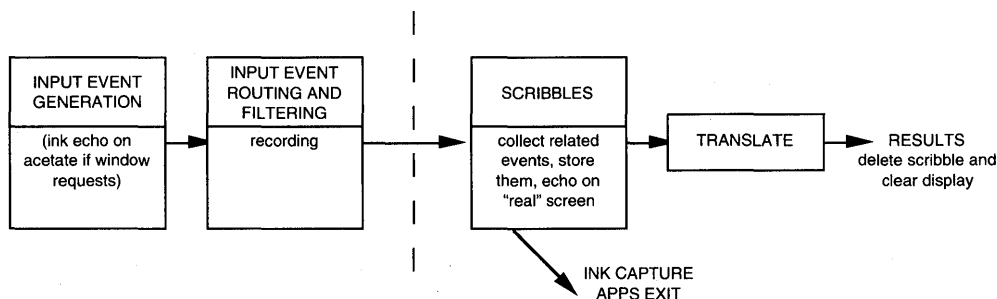 INPUT EVENT
GENERATION
(ink echo on
acetate if window
requests)
INPUT EVENT
ROUTING AND
FILTERING
recording
SCRIBBLES
collect related
events, store
them, echo on
“real” screen
TRANSLATE
RESULTS
delete scribble and
clear display
INK CAPTURE
APPS EXIT